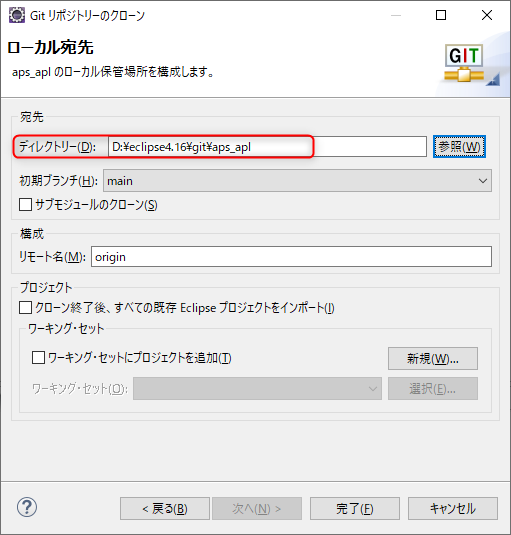 Git リポジトリーのクローン
ローカル宛先
aps_apl のローカル保管場所を構成します。
GIT
宛先
ディレクトリー(D): D:¥eclipse4.16¥git¥aps_apl 参照(W)
初期ブランチ(H): main
サブモジュールのクローン(S)
構成
リモート名(M): origin
プロジェクト
クローン終了後、すべての既存 Eclipse プロジェクトをインポート(I)
ワーキング・セット
ワーキング・セットにプロジェクトを追加(T) 新規(W)...
ワーキング・セット(O): 選択(E)...
? < 戻る(B) 次へ(N) > 完了(F) キャンセル